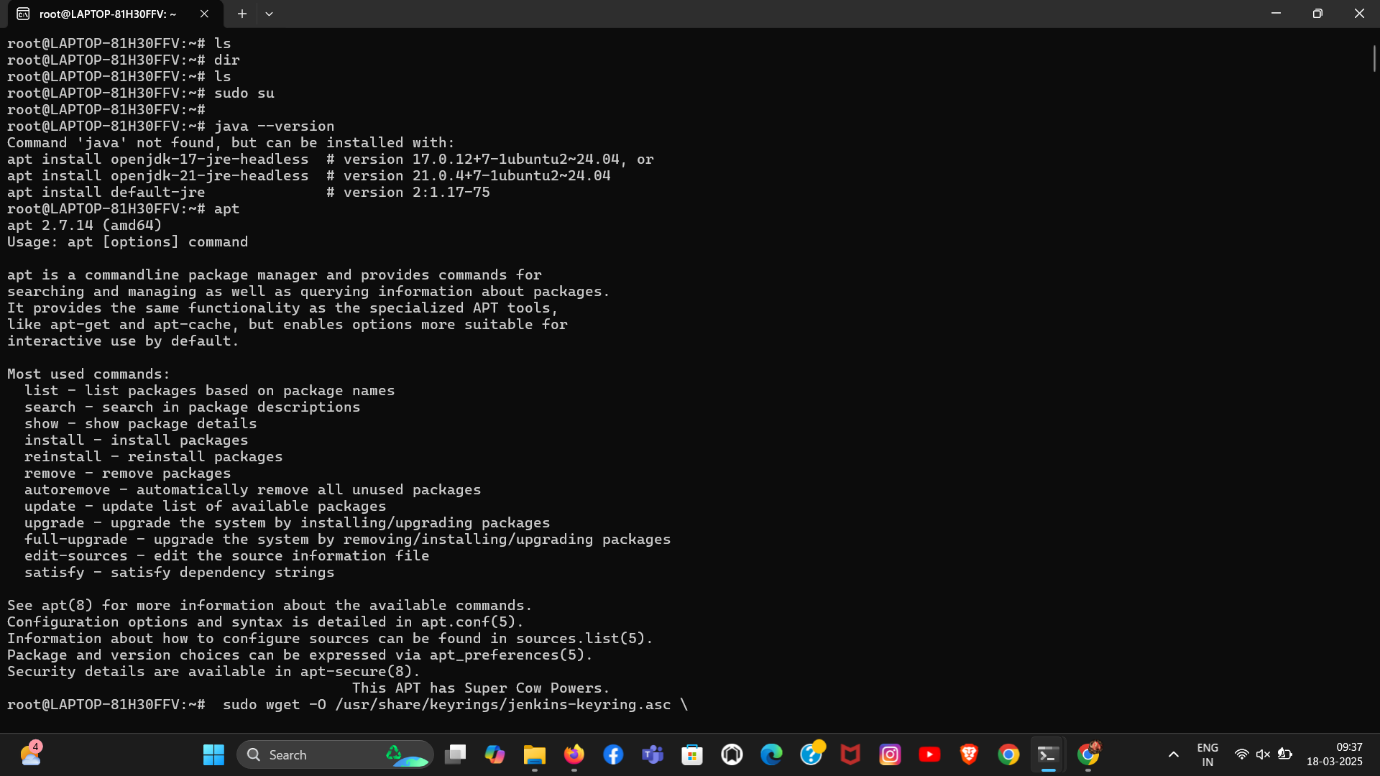 root@LAPTOP-81H30FFV: ~
root@LAPTOP-81H30FFV:~# ls
root@LAPTOP-81H30FFV:~# dir
root@LAPTOP-81H30FFV:~# ls
root@LAPTOP-81H30FFV:~# sudo su
root@LAPTOP-81H30FFV:~#
root@LAPTOP-81H30FFV:~# java --version
Command 'java' not found, but can be installed with:
apt install openjdk-17-jre-headless  # version 17.0.12+7-1ubuntu2~24.04, or
apt install openjdk-21-jre-headless  # version 21.0.4+7-1ubuntu2~24.04
apt install default-jre              # version 2:1.17-75
root@LAPTOP-81H30FFV:~# apt
apt 2.7.14 (amd64)
Usage: apt [options] command
apt is a commandline package manager and provides commands for
searching and managing as well as querying information about packages.
It provides the same functionality as the specialized APT tools,
like apt-get and apt-cache, but enables options more suitable for
interactive use by default.
Most used commands:
  list - list packages based on package names
  search - search in package descriptions
  show - show package details
  install - install packages
  reinstall - reinstall packages
  remove - remove packages
  autoremove - automatically remove all unused packages
  update - update list of available packages
  upgrade - upgrade the system by installing/upgrading packages
  full-upgrade - upgrade the system by removing/installing/upgrading packages
  edit-sources - edit the source information file
  satisfy - satisfy dependency strings
See apt(8) for more information about the available commands.
Configuration options and syntax is detailed in apt.conf(5).
Information about how to configure sources can be found in sources.list(5).
Package and version choices can be expressed via apt_preferences(5).
Security details are available in apt-secure(8).
                                        This APT has Super Cow Powers.
root@LAPTOP-81H30FFV:~#  sudo wget -O /usr/share/keyrings/jenkins-keyring.asc \
4
Search
ENG
IN
09:37
18-03-2025